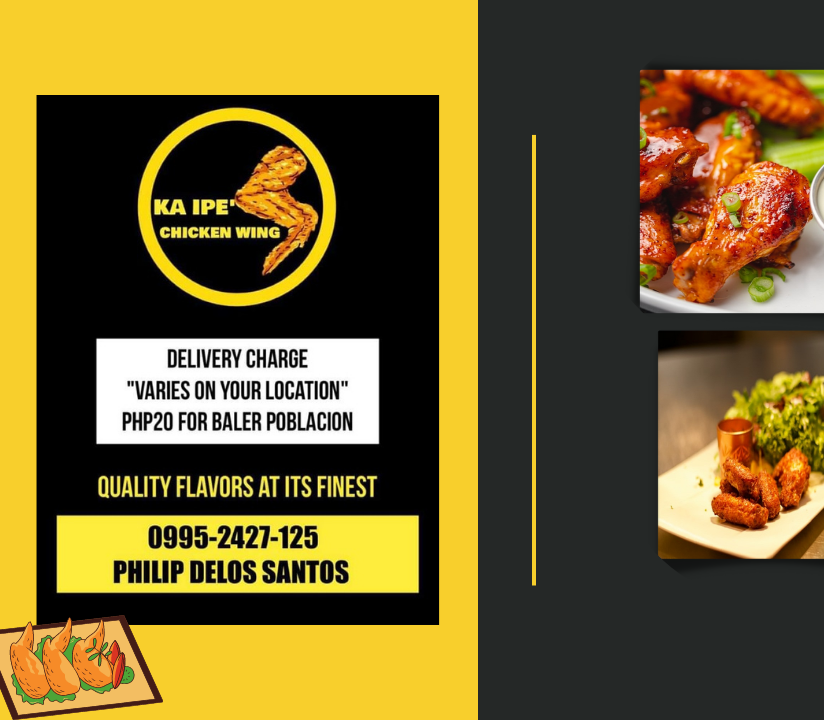 KA IPE'
CHICKEN WING
DELIVERY CHARGE
"VARIES ON YOUR LOCATION"
PHP20 FOR BALER POBLACION
QUALITY FLAVORS AT ITS FINEST
0995-2427-125
PHILIP DELOS SANTOS